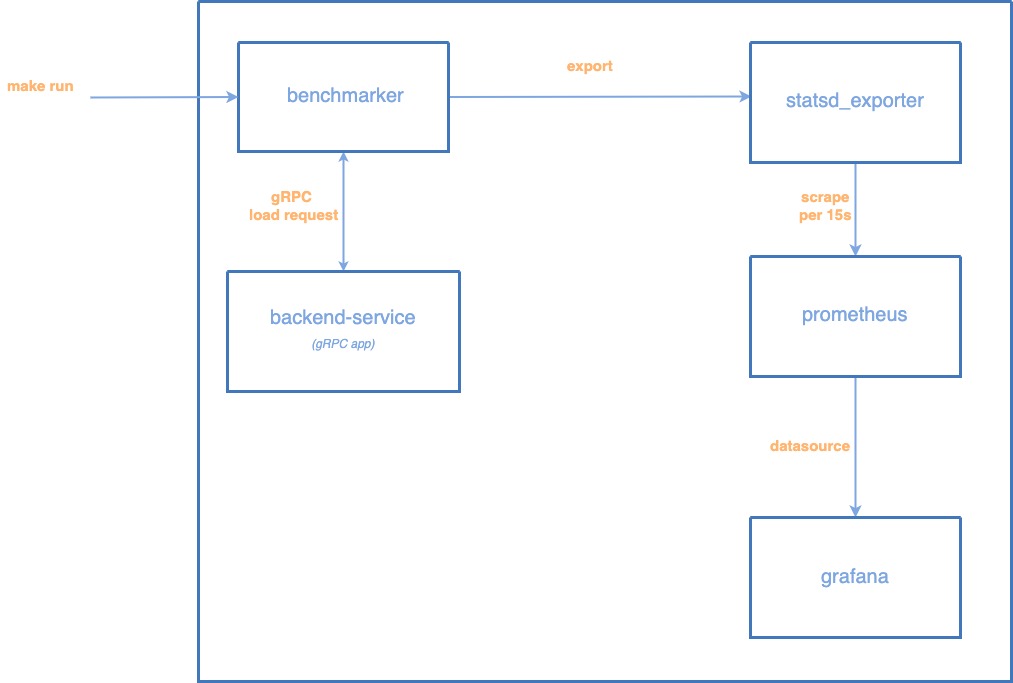 make run
benchmarker
export
statsd_exporter
gRPC
load request
scrape
per 15s
backend-service
(gRPC app)
prometheus
datasource
grafana